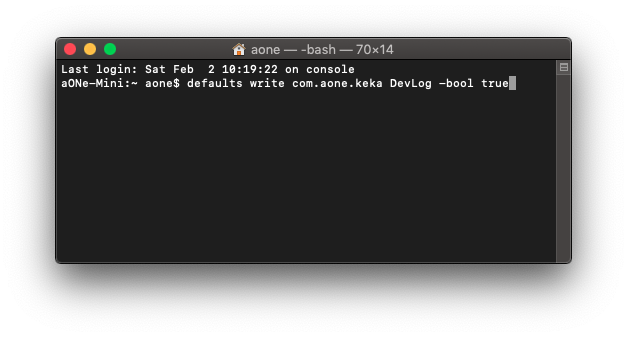 aone — -bash — 70×14
Last login: Sat Feb  2 10:19:22 on console
aONe-Mini:~ aone$ defaults write com.aone.keka DevLog -bool true